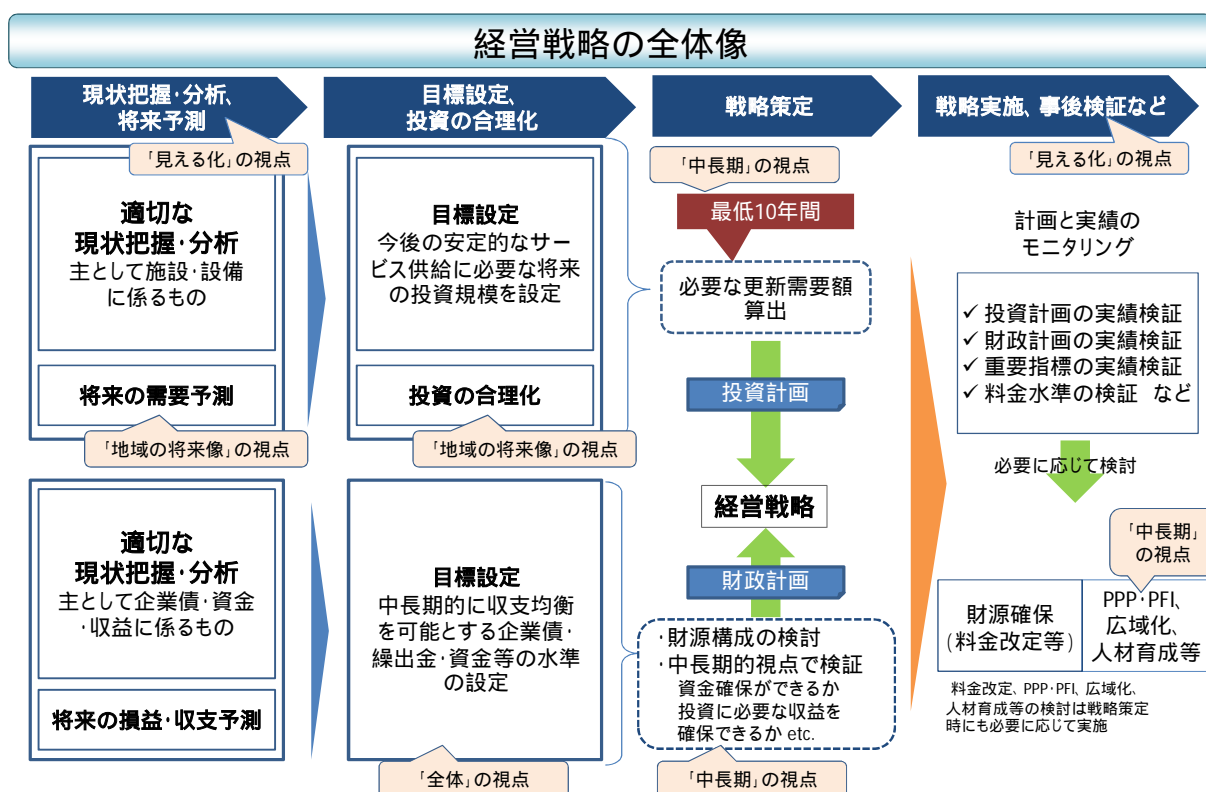 経営戦略の全体像
現状把握・分析、
将来予測
「見える化」の視点
適切な
現状把握・分析
主として施設・設備
に係るもの
将来の需要予測
「地域の将来像」の視点
適切な
現状把握・分析
主として企業債・資金
・収益に係るもの
将来の損益・収支予測
目標設定、
投資の合理化
目標設定
今後の安定的なサー
ビス供給に必要な将来
の投資規模を設定
投資の合理化
「地域の将来像」の視点
目標設定
中長期的に収支均衡
を可能とする企業債・
繰出金・資金等の水準
の設定
「全体」の視点
戦略策定
「中長期」の視点
最低10年間
必要な更新需要額
算出
投資計画
経営戦略
財政計画
・財源構成の検討
・中長期的視点で検証
資金確保ができるか
投資に必要な収益を
確保できるか etc.
「中長期」の視点
戦略実施、事後検証など
「見える化」の視点
計画と実績の
モニタリング
✓ 投資計画の実績検証
✓ 財政計画の実績検証
✓ 重要指標の実績検証
✓ 料金水準の検証 など
必要に応じて検討
「中長期」
の視点
財源確保
(料金改定等)
PPP・PFI、
広域化、
人材育成等
料金改定、PPP・PFI、広域化、
人材育成等の検討は戦略策定
時にも必要に応じて実施